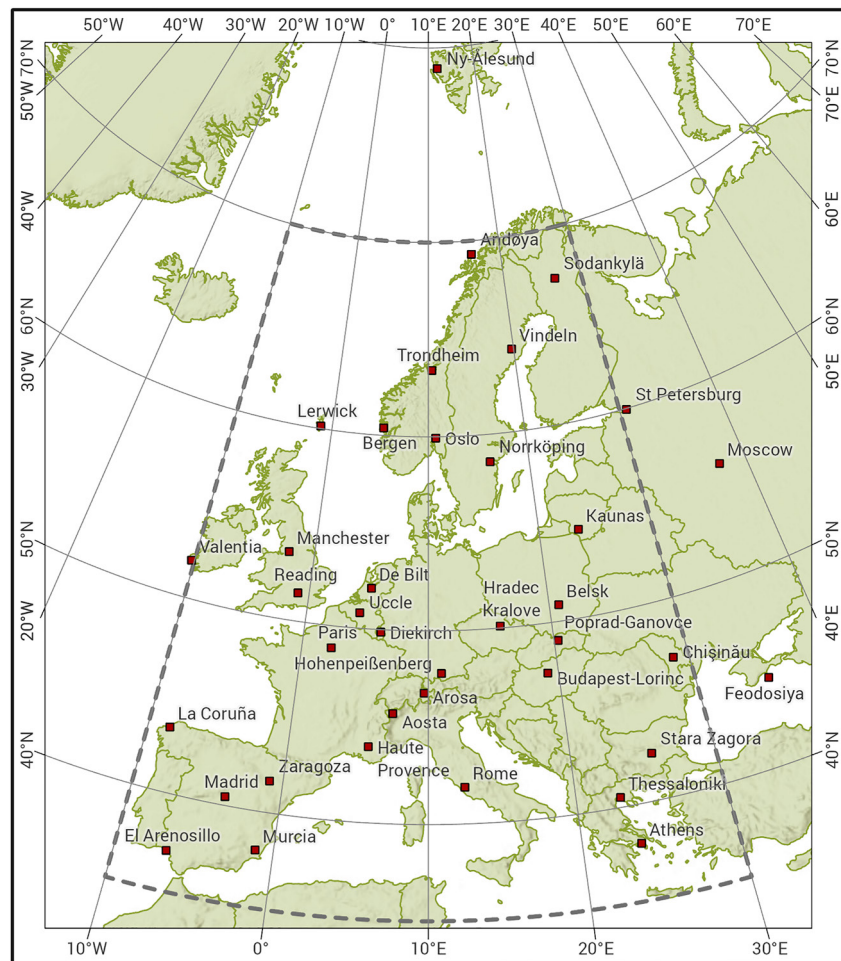 50°W 40°W 30°W 20°W 10°W 0° 10°E 20°E 30°E 40°E 50°E 60°E 70°E
70°N
50°W
40°W
60°N
30°W
50°N
20°W
40°N
70°N
70°E
60°E
60°N
50°E
50°N
40°E
40°N
Ny-Alesund
Andøya
Sodankylä
Vindeln
Trondheim
St Petersburg
Lerwick
Bergen
Oslo
Norrköping
Moscow
Kaunas
Valentia
Manchester
Reading
De Bilt
Uccle
Hradec
Kralove
Belsk
Paris
Diekirch
Poprad-Ganovce
Hohenpeißenberg
Chișinău
Budapest-Lorinc
Feodosiya
Arosa
La Coruña
Aosta
Haute
Provence
Stara Zagora
Madrid
Zaragoza
Rome
Thessaloniki
El Arenosillo
Murcia
Athens
10°W 0° 10°E 20°E 30°E